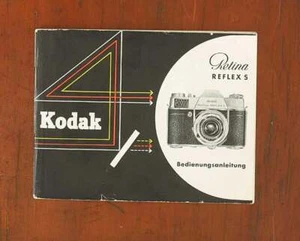 Retina
REFLEX S
Kodak
Bedienungsanleitung